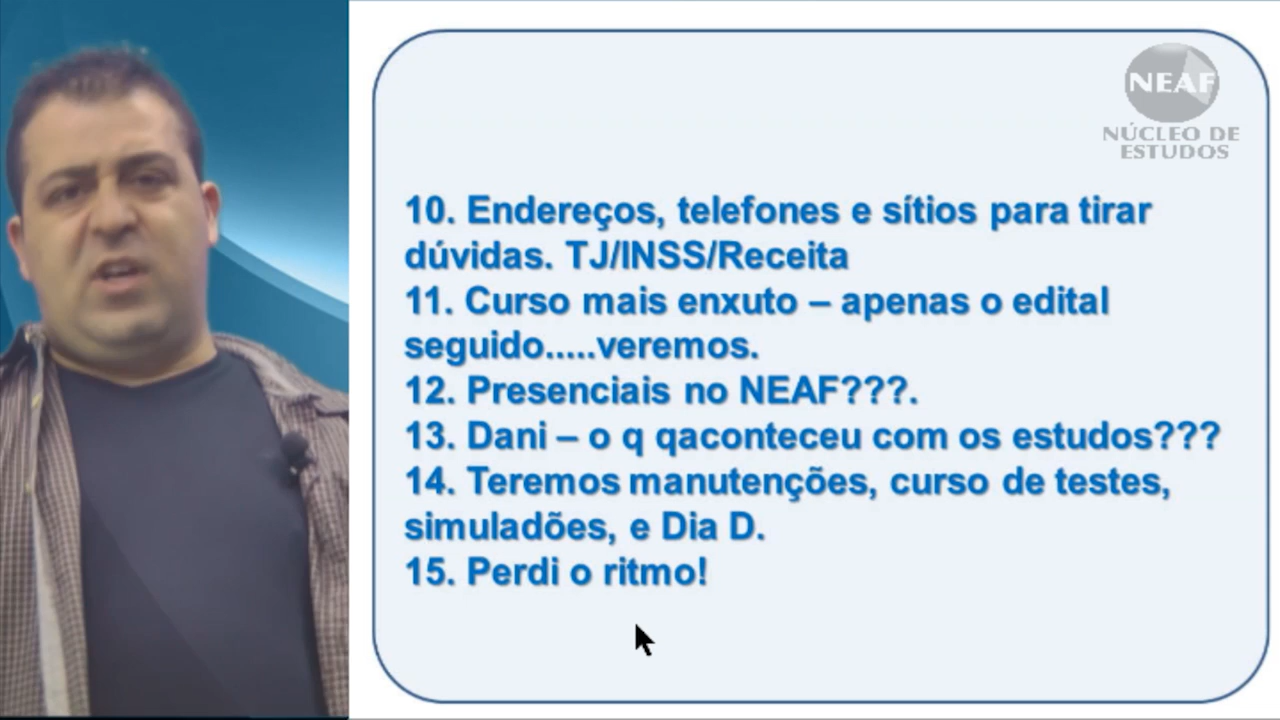 NEAF
NÚCLEO DE
ESTUDOS
10. Endereços, telefones e sítios para tirar
dúvidas. TJ/INSS/Receita
11. Curso mais enxuto – apenas o edital
seguido.....veremos.
12. Presenciais no NEAF???.
13. Dani – o q qaconteceu com os estudos???
14. Teremos manutenções, curso de testes,
simuladões, e Dia D.
15. Perdi o ritmo!